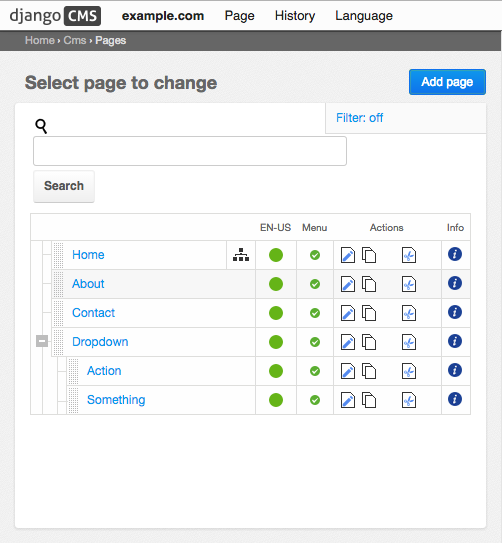 django CMS example.com Page History Language
Home › Cms › Pages
Select page to change
Add page
Filter: off
Search
EN-US Menu Actions Info
Home
About
Contact
Dropdown
Action
Something